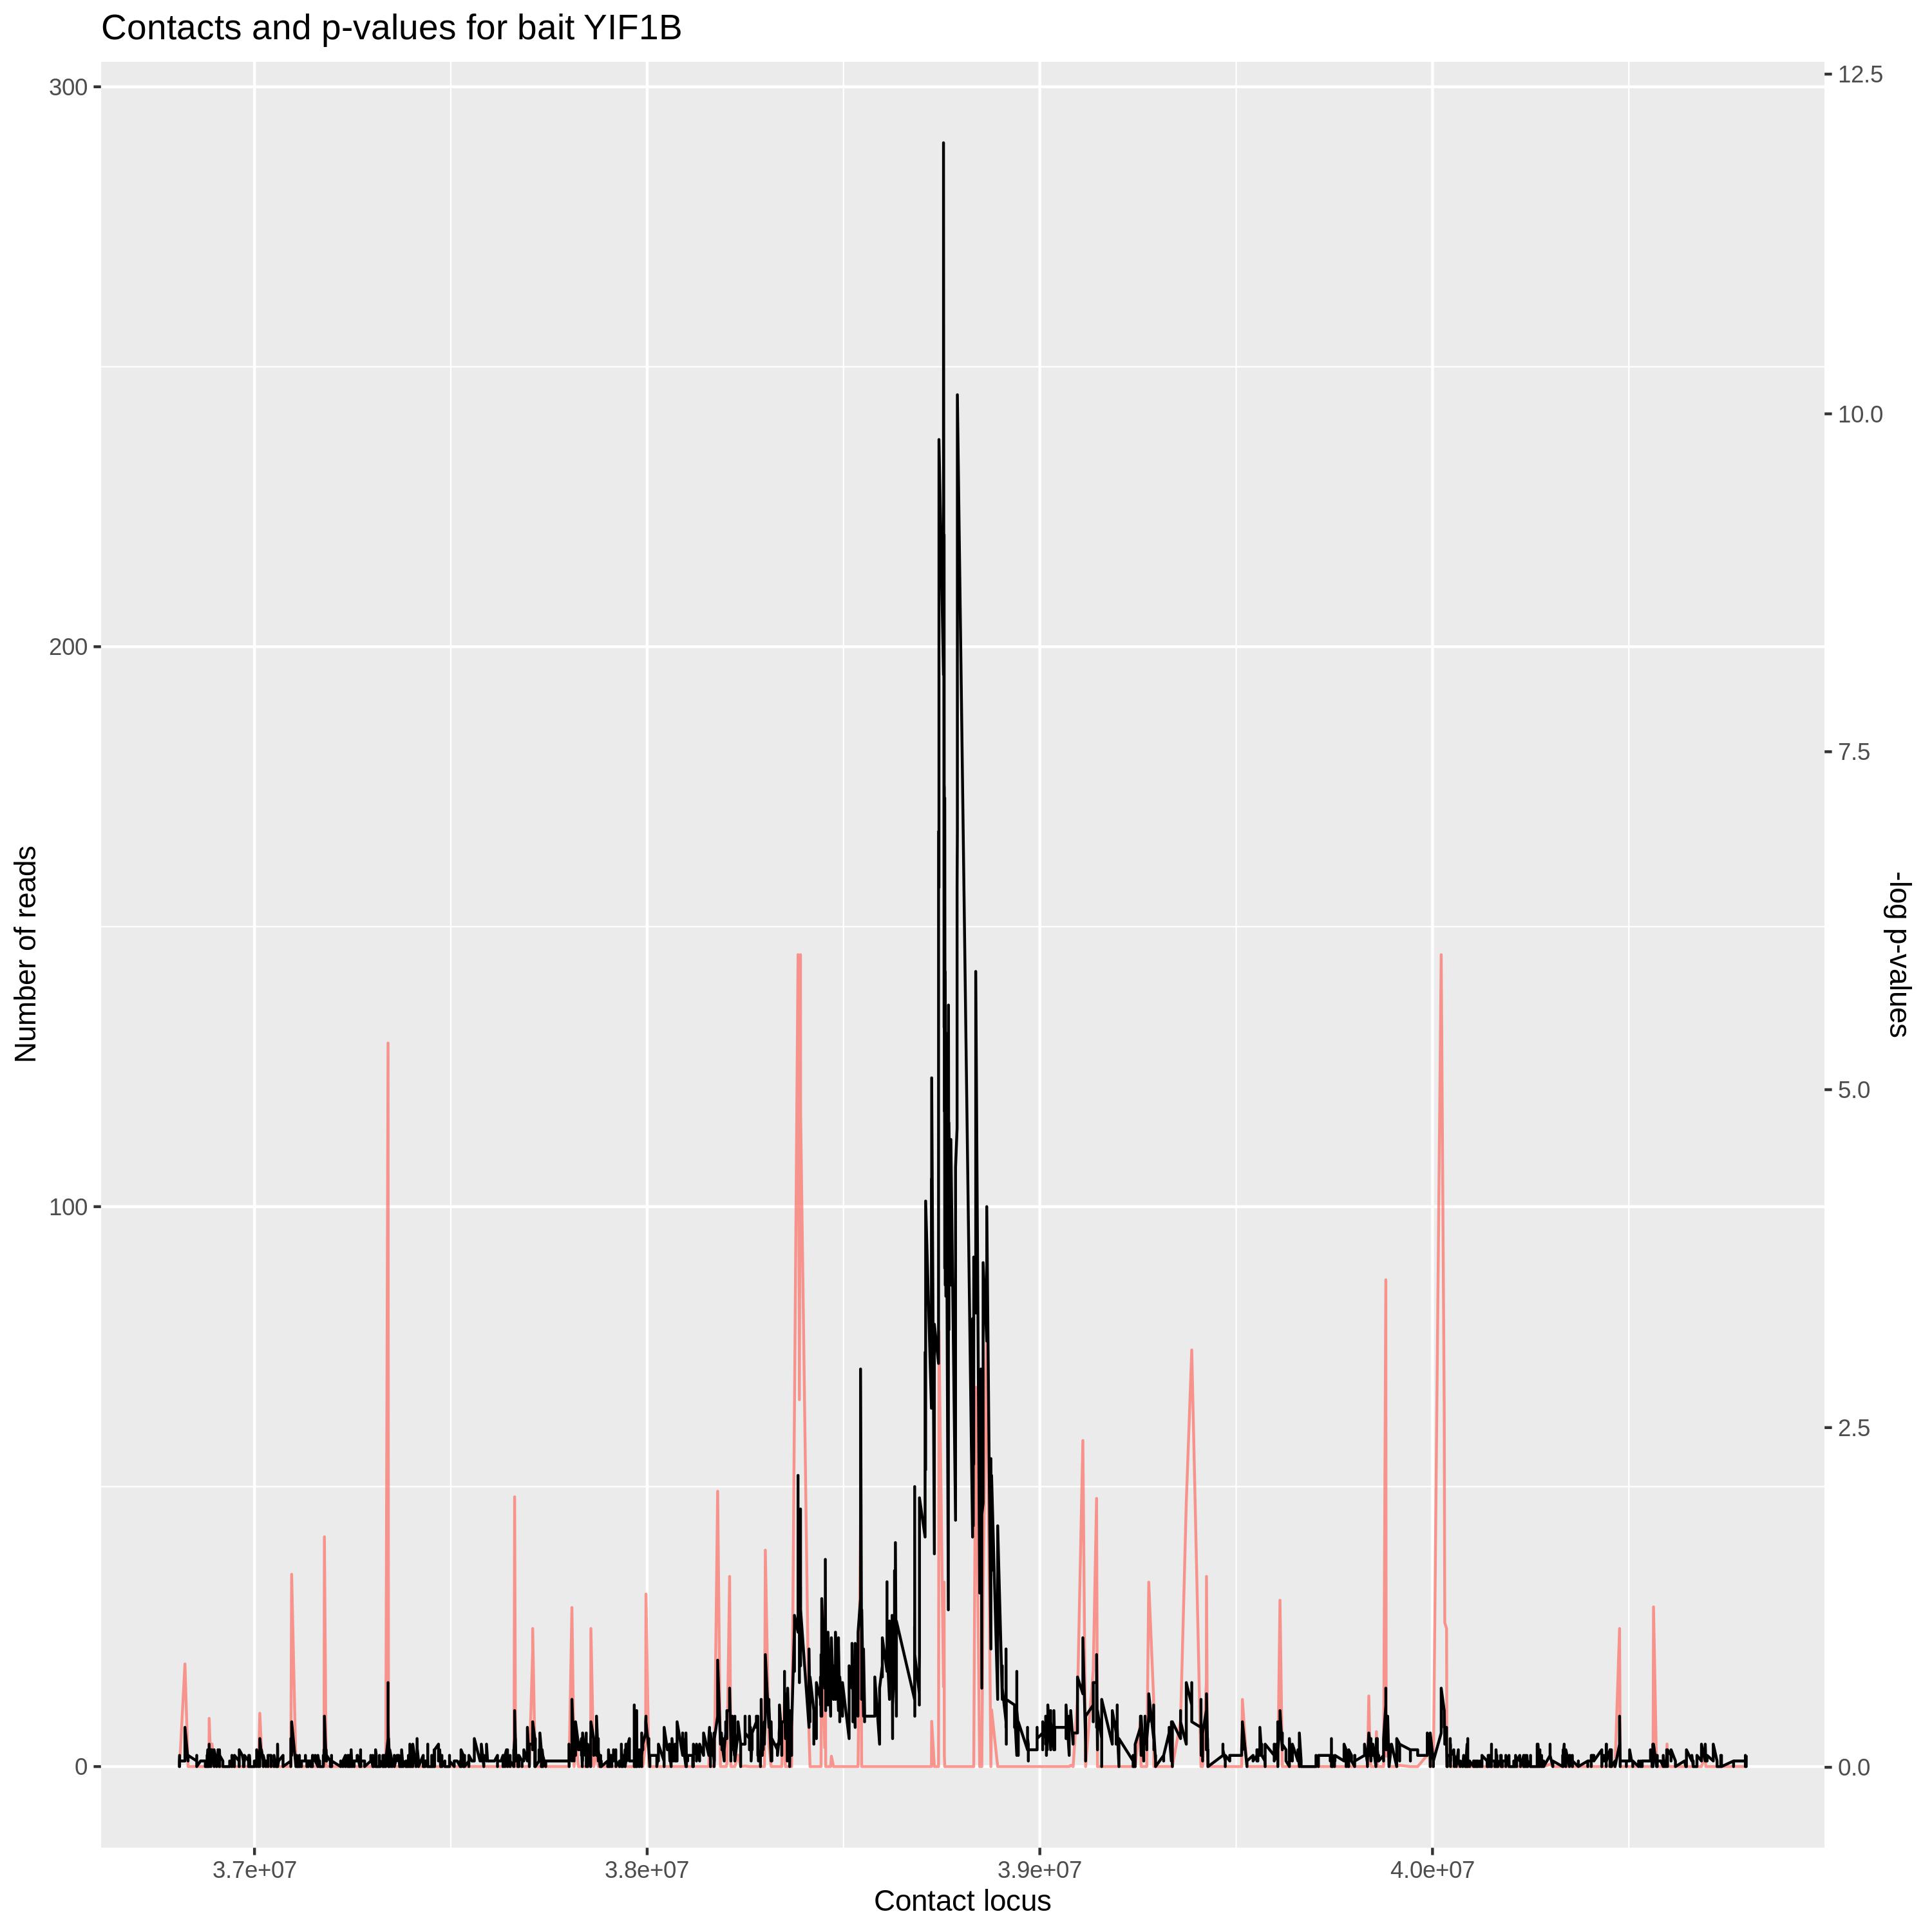 Contacts and p-values for bait YIF1B
300
200
100
0
Number of reads
12.5
10.0
7.5
5.0
2.5
0.0
-log p-values
3.7e+07
3.8e+07
3.9e+07
4.0e+07
Contact locus